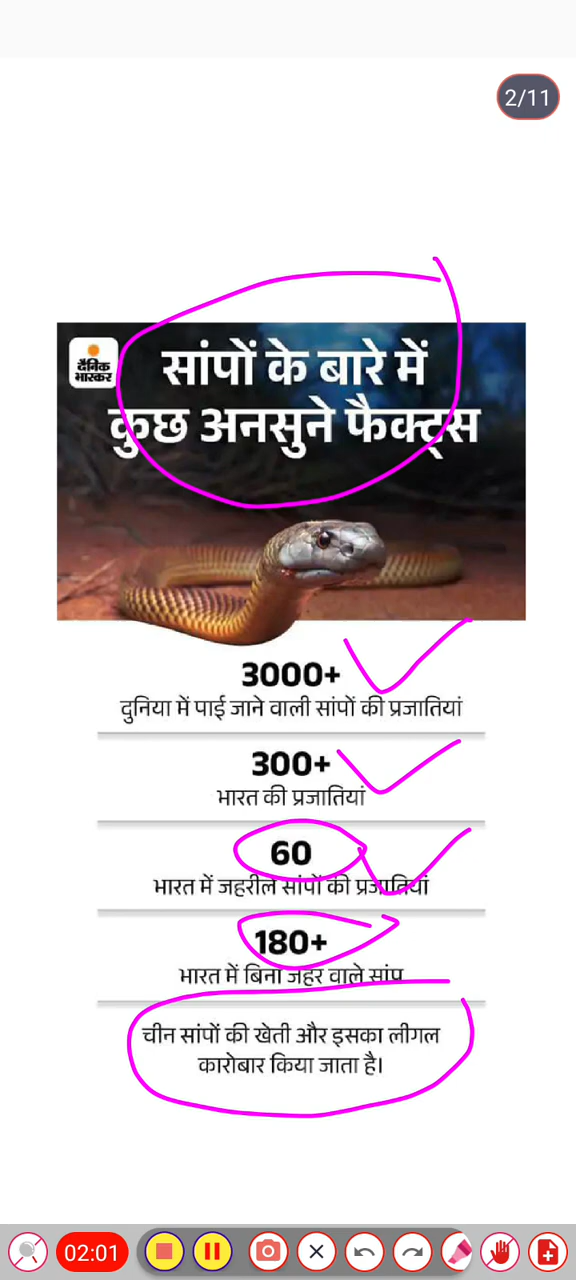 2/11
दैनिक
भास्कर
सांपों के बारे में
कुछ अनसुने फैक्ट्स
3000+
दुनिया में पाई जाने वाली सांपों की प्रजातियां
300+
भारत की प्रजातियां
60
भारत में जहरीले सांपों की प्रजातियां
180+
भारत में बिना जहर वाले सांप
चीन सांपों की खेती और इसका लीगल
कारोबार किया जाता है।
02:01